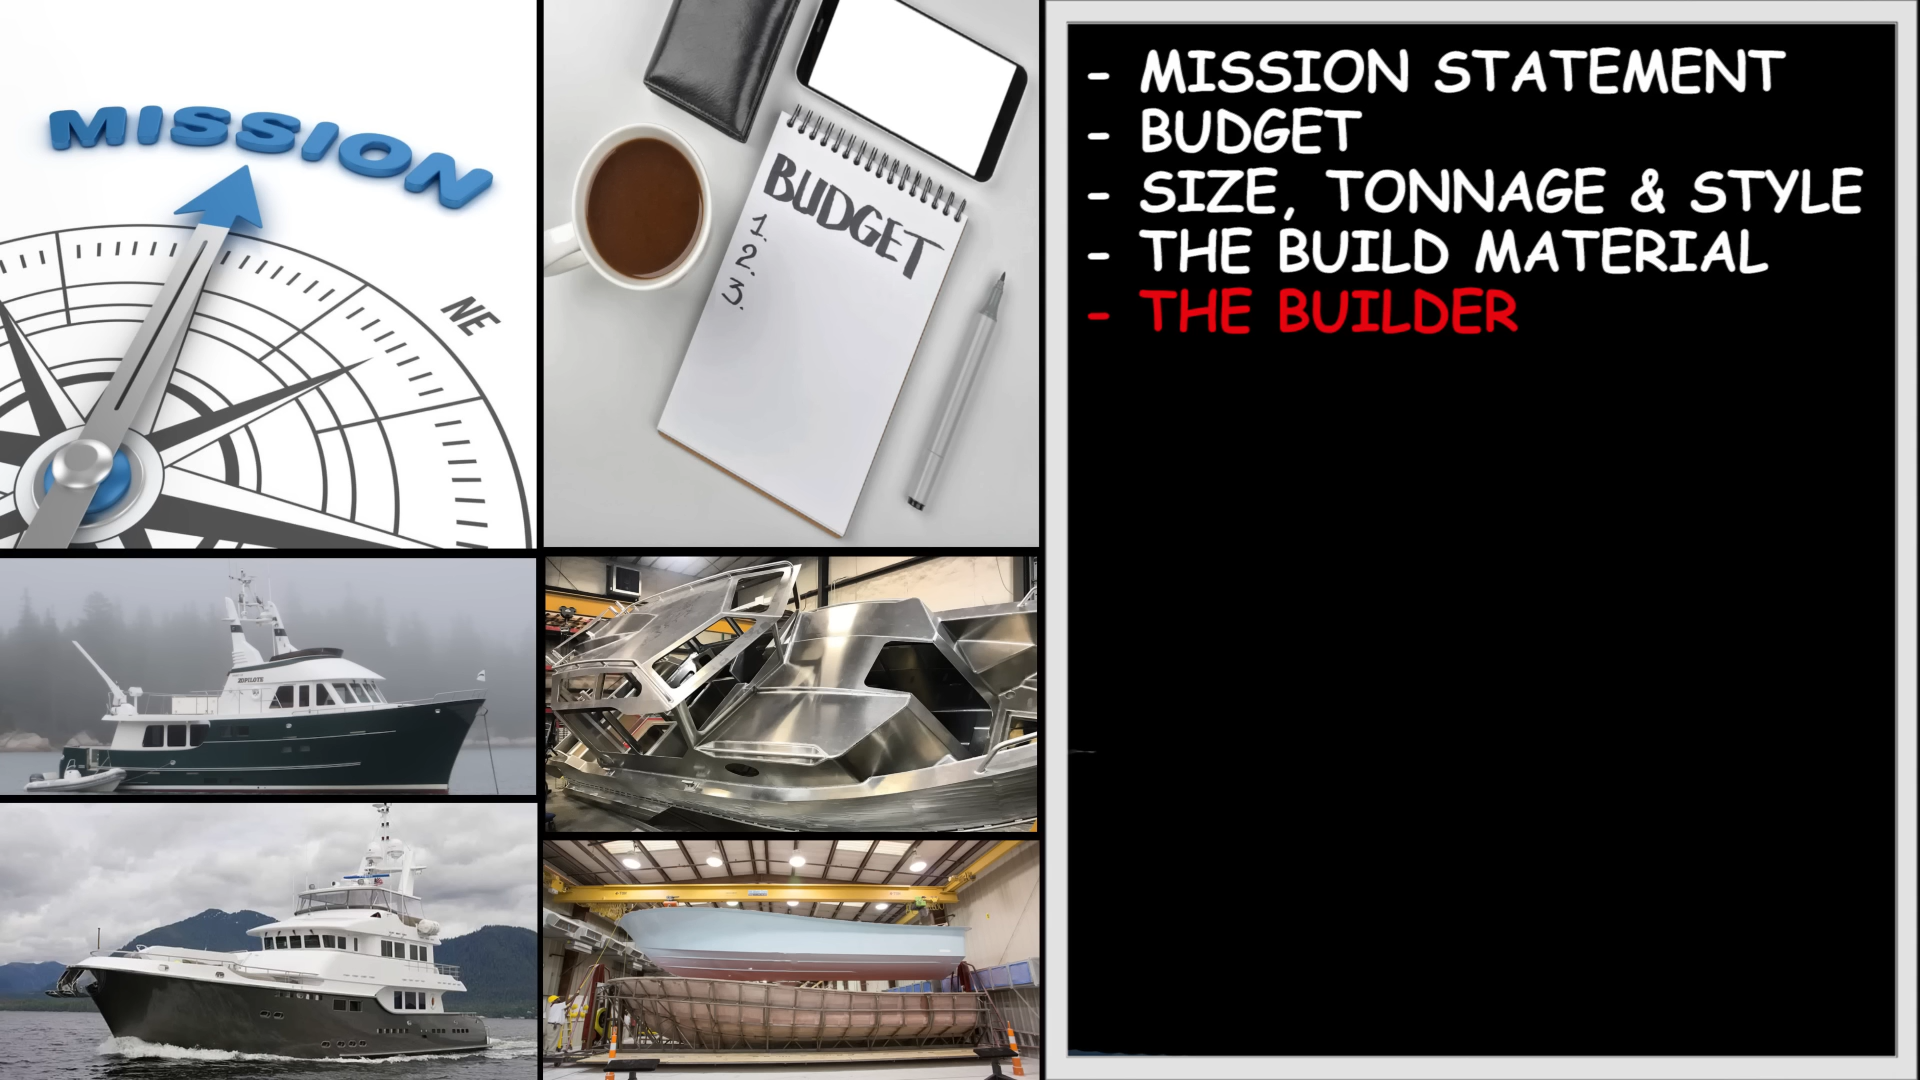 MISSION
NE
BUDGET
1.
2.
3.
- MISSION STATEMENT
- BUDGET
- SIZE, TONNAGE & STYLE
- THE BUILD MATERIAL
- THE BUILDER